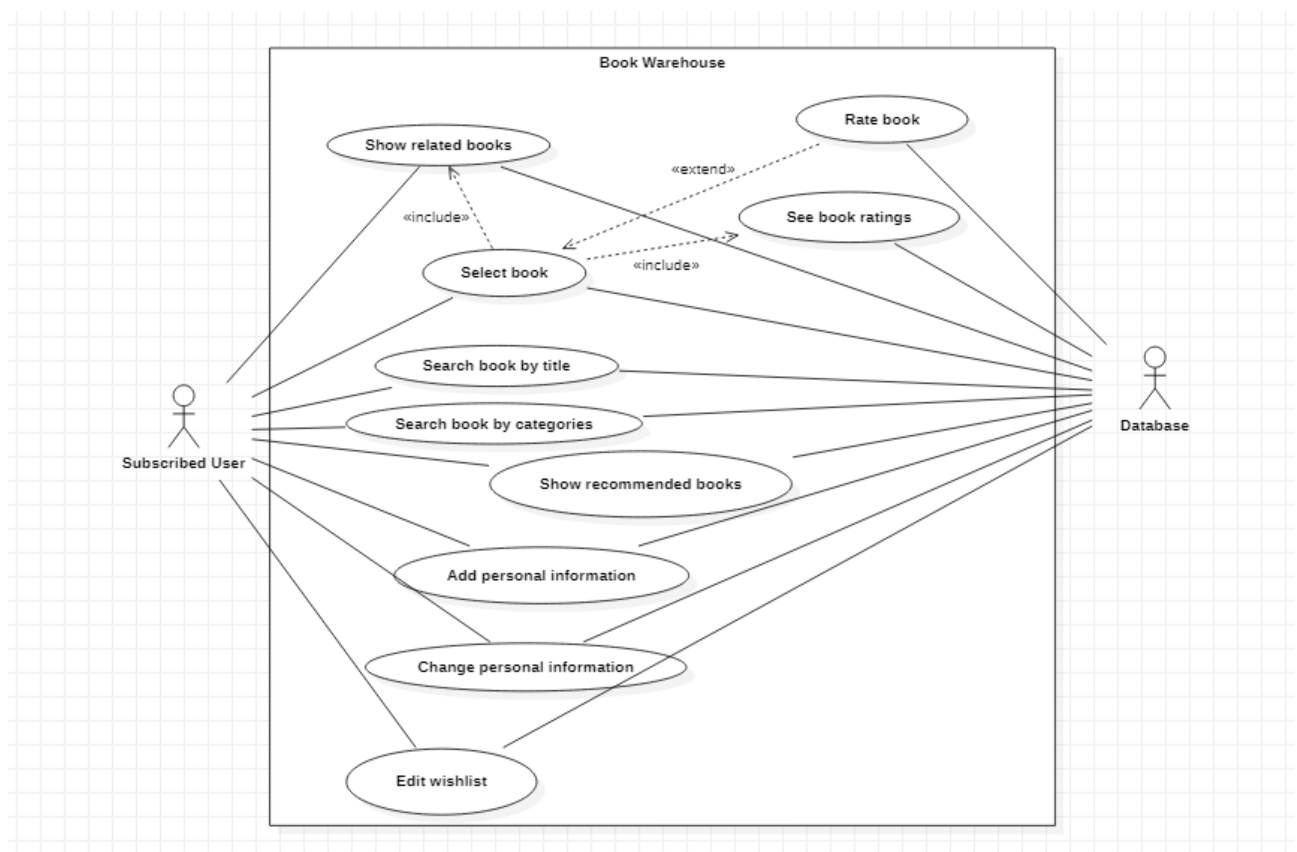 Book Warehouse
Rate book
Show related books
«extend»
«include»
See book ratings
Select book
«include»
Search book by title
Search book by categories
Database
Subscribed User
Show recommended books
Add personal information
Change personal information
Edit wishlist